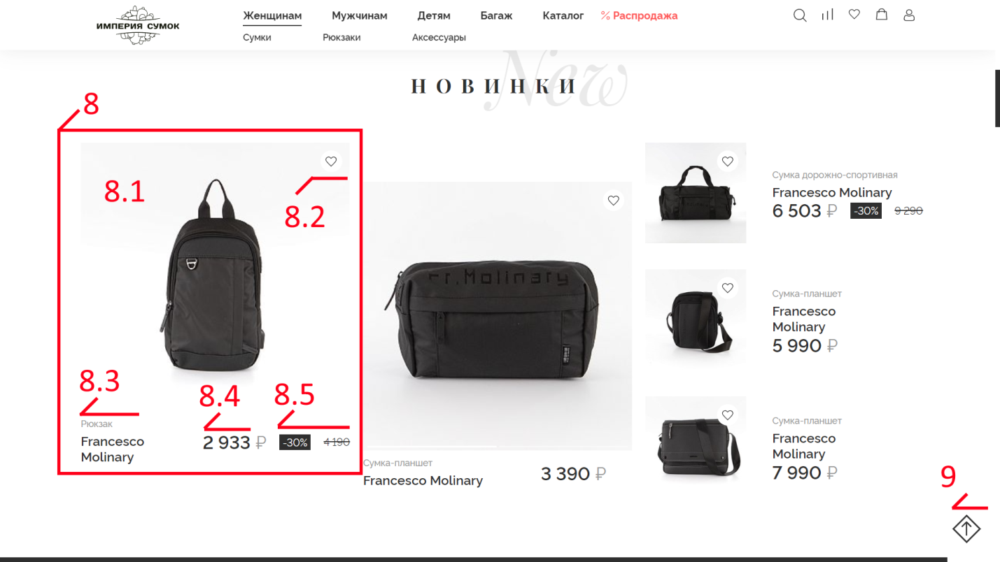 ИМПЕРИЯ СУМОК
Женщинам Мужчинам Детям Багаж Каталог % Распродажа
Сумки Рюкзаки Аксессуары
New
НОВИНКИ
8
8.1
8.2
8.3
8.4
8.5
Рюкзак
Francesco
Molinary
2 933 ₽ -30% 4 190
Fr.Molinary
Сумка-планшет
Francesco Molinary
3 390 ₽
Сумка дорожно-спортивная
Francesco Molinary
6 503 ₽ -30% 9 290
Сумка-планшет
Francesco
Molinary
5 990 ₽
Сумка-планшет
Francesco
Molinary
7 990 ₽
9